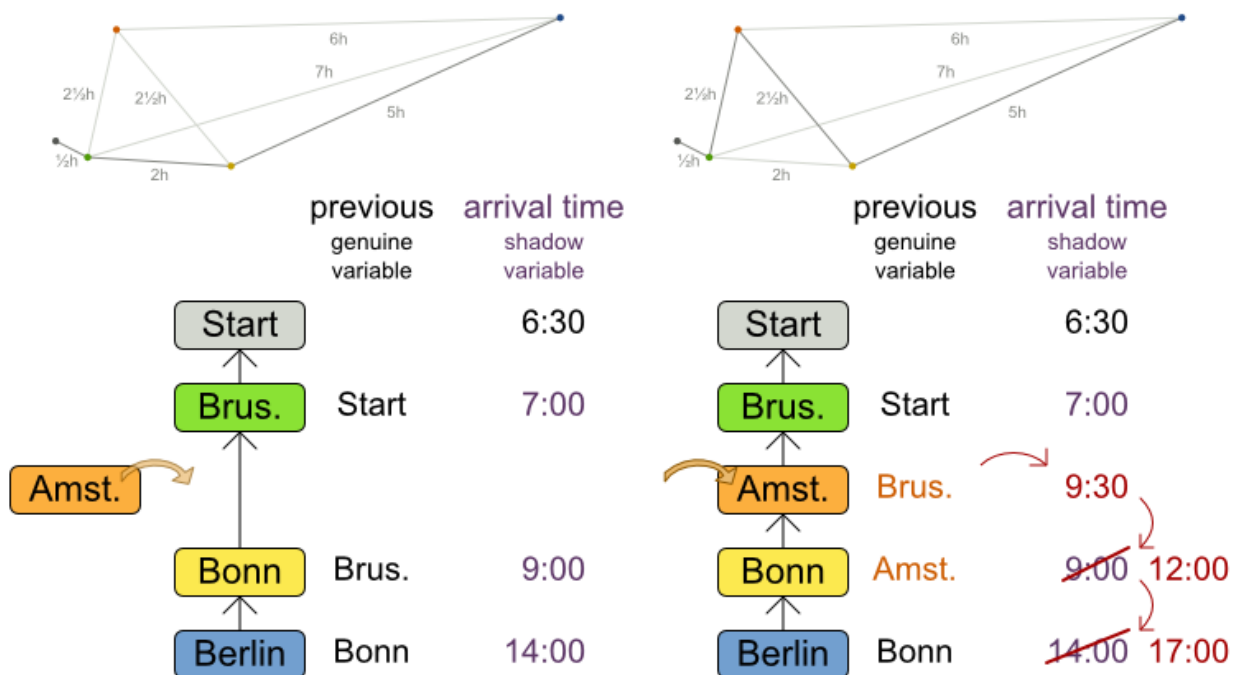 6h
7h
2½h
2½h
5h
½h
2h
previous arrival time
genuine shadow
variable variable
Start 6:30
Brus. Start 7:00
Amst.
Bonn Brus. 9:00
Berlin Bonn 14:00
6h
7h
2½h
2½h
5h
½h
2h
previous arrival time
genuine shadow
variable variable
Start 6:30
Brus. Start 7:00
Amst. Brus. 9:30
Bonn Amst. 9:00 12:00
Berlin Bonn 14:00 17:00